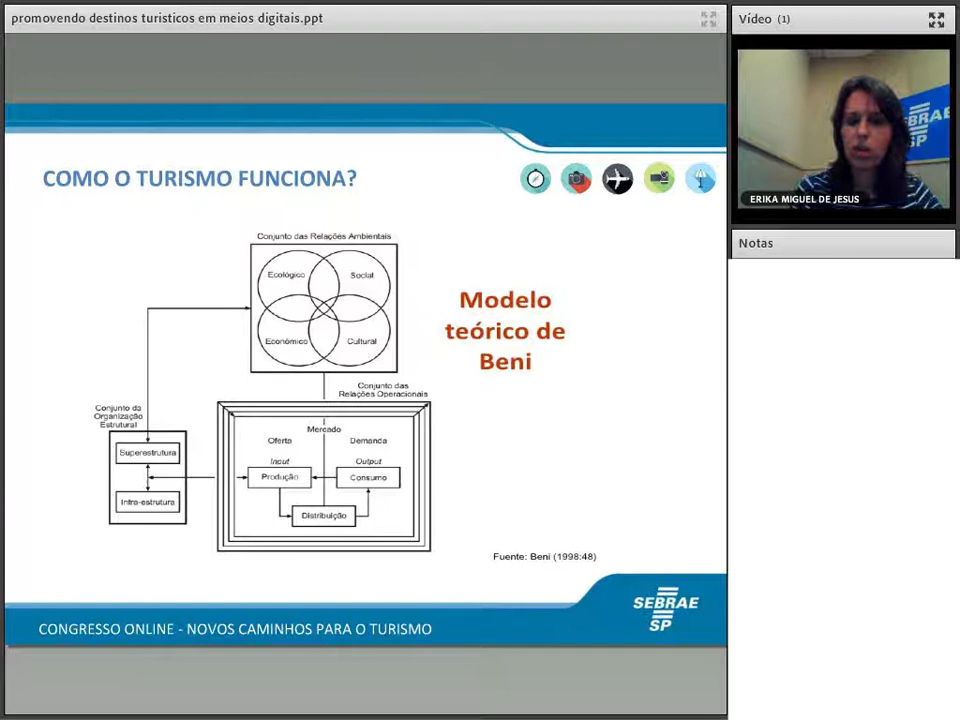 promovendo destinos turisticos em meios digitais.ppt
Vídeo (1)
EBRAE
SP
ERIKA MIGUEL DE JESUS
Notas
COMO O TURISMO FUNCIONA?
Conjunto das Relações Ambientais
Ecológico
Social
Econômico
Cultural
Modelo
teórico de
Beni
Conjunto das
Relações Operacionais
Conjunto da
Organização
Estrutural
Superestrutura
Infra-estrutura
Mercado
Oferta
Demanda
Input
Output
Produção
Consumo
Distribuição
Fuente: Beni (1998:48)
SEBRAE
SP
CONGRESSO ONLINE - NOVOS CAMINHOS PARA O TURISMO